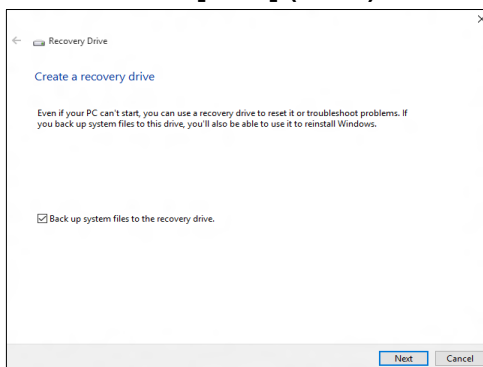 Recovery Drive
Create a recovery drive
Even if your PC can't start, you can use a recovery drive to reset it or troubleshoot problems. If
you back up system files to this drive, you'll also be able to use it to reinstall Windows.
Back up system files to the recovery drive.
Next Cancel